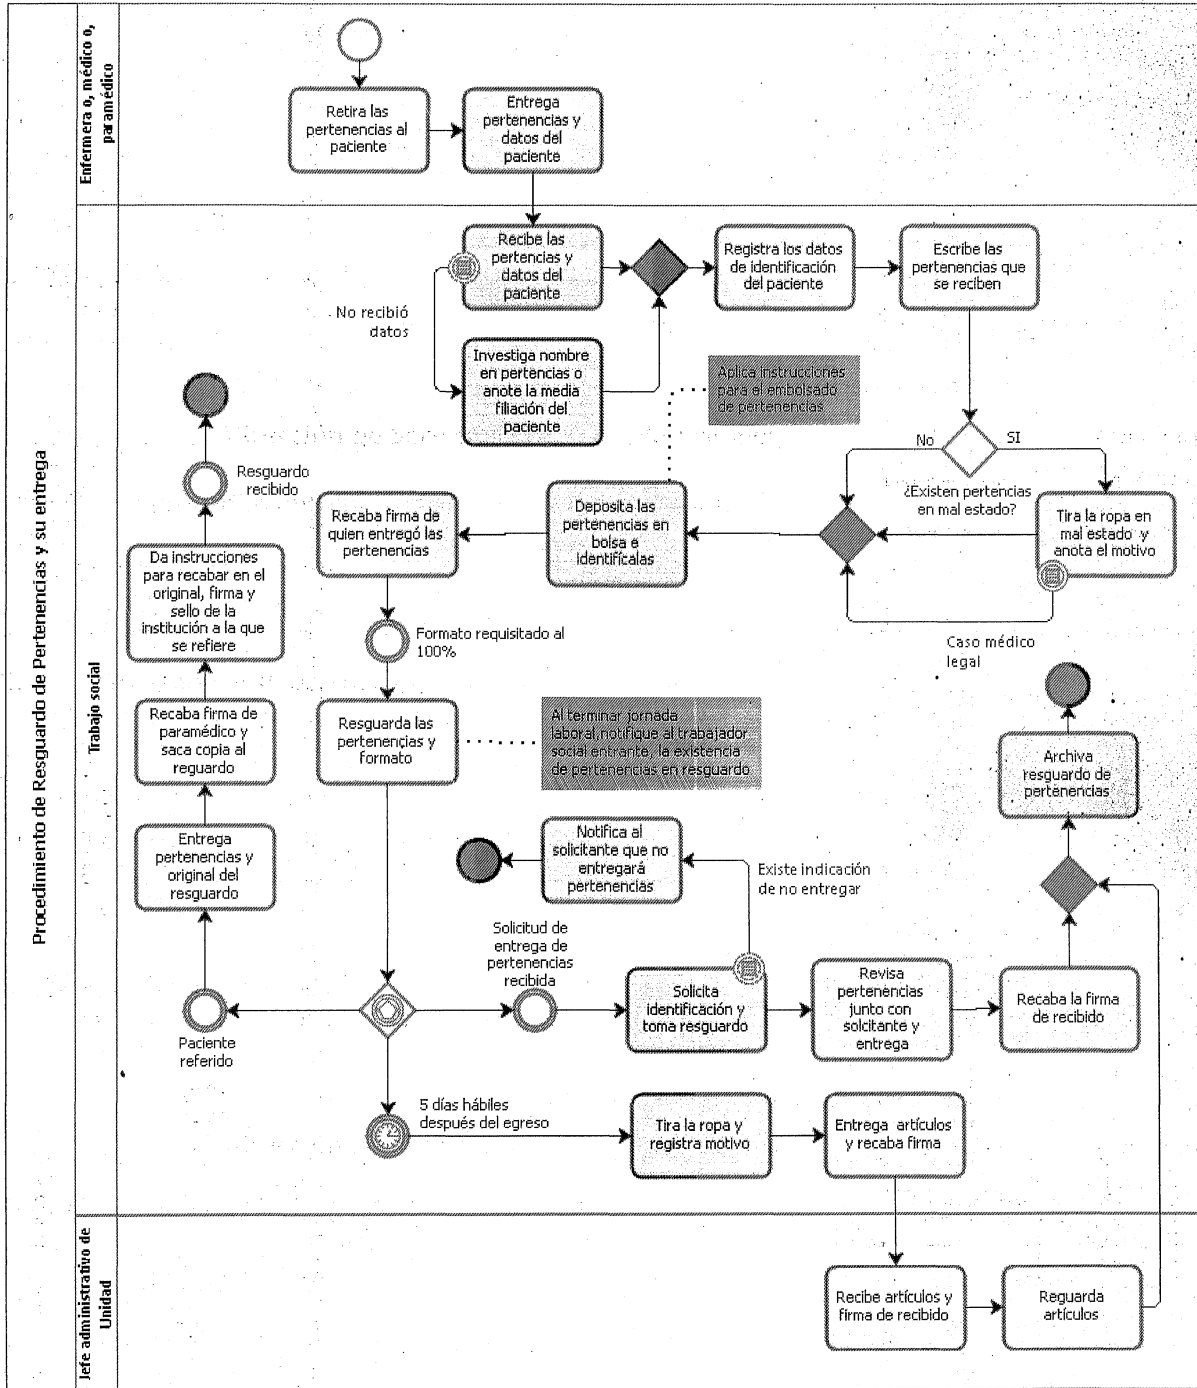 Procedimiento de Resguardo de Pertenencias y su entrega
Enfermera o, médico o,
paramédico
Retira las
pertenencias al
paciente
Entrega
pertenencias y
datos del
paciente
Trabajo social
Recibe las
pertencias y
datos del
paciente
Registra los datos
de identificación
del paciente
Escribe las
pertenencias que
se reciben
No recibió
datos
Investiga nombre
en pertencias o
anote la media
filiación del
paciente
Aplica instrucciones
para el embolsado
de pertenencias
No
SI
¿Existen pertencias
en mal estado?
Tira la ropa en
mal estado y
anota el motivo
Caso médico
legal
Deposita las
pertenencias en
bolsa e
identifícalas
Recaba firma de
quien entregó las
pertenencias
Formato requisitado al
100%
Resguarda las
pertenencias y
formato
Al terminar jornada
laboral,notifique al trabajador
social entrante, la existencia
de pertenencias en resguardo
Resguardo
recibido
Da instrucciones
para recabar en el
original, firma y
sello de la
institución a la que
se refiere
Recaba firma de
paramédico y
saca copia al
reguardo
Entrega
pertenencias y
original del
resguardo
Paciente
referido
Notifica al
solicitante que no
entregará
pertenencias
Existe indicación
de no entregar
Solicitud de
entrega de
pertenencias
recibida
Solicita
identificación y
toma resguardo
Revisa
pertenencias
junto con
solcitante y
entrega
Recaba la firma
de recibido
Archiva
resguardo de
pertenencias
5 días hábiles
después del egreso
Tira la ropa y
registra motivo
Entrega artículos
y recaba firma
Jefe administrativo de
Unidad
Recibe artículos y
firma de recibido
Reguarda
artículos